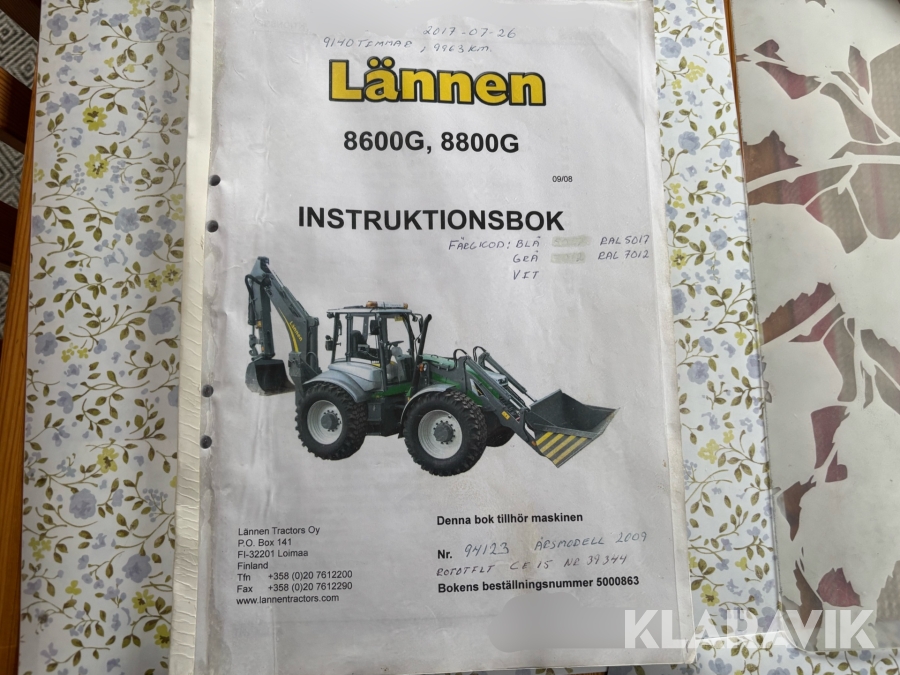 2017-07-26
9140 TIMMAR, 9963 KM.
Lännen
8600G, 8800G
09/08
INSTRUKTIONSBOK
FÄRGKOD: BLÅ RAL 5017
GRÅ RAL 7012
VIT
Denna bok tillhör maskinen
Nr. 94123 ÅRSMODELL 2009
ROTOTILT CF 15 NR 39344
Bokens beställningsnummer 5000863
Lännen Tractors Oy
P.O. Box 141
FI-32201 Loimaa
Finland
Tfn +358 (0)20 7612200
Fax +358 (0)20 7612290
www.lannentractors.com
KLARAVIK